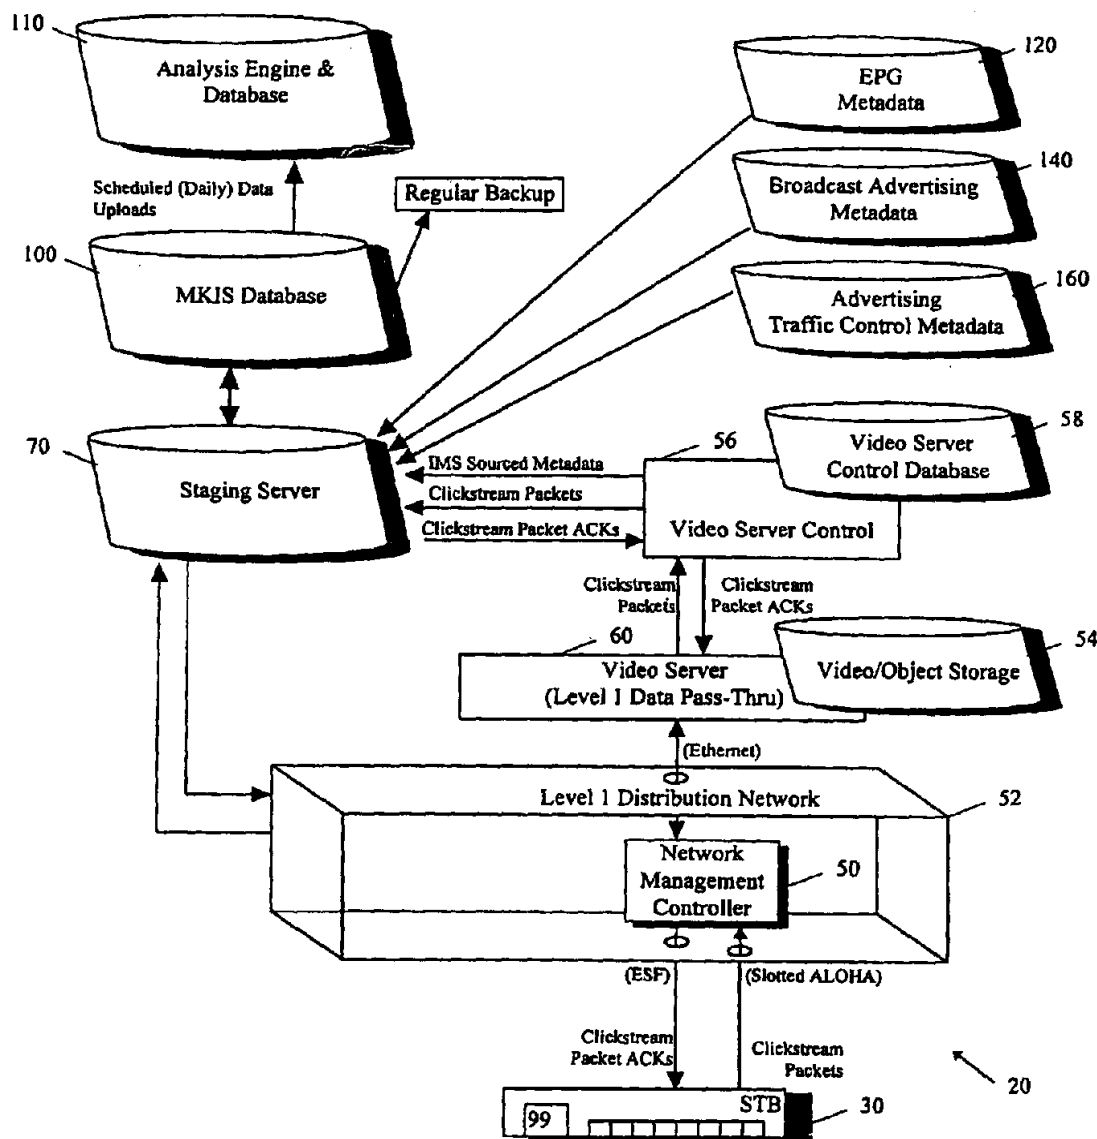 110
Analysis Engine &
Database
120
EPG
Metadata
Scheduled (Daily) Data
Uploads
Regular Backup
140
Broadcast Advertising
Metadata
100
MKIS Database
160
Advertising
Traffic Control Metadata
70
Staging Server
56
58
Video Server
Control Database
IMS Sourced Metadata
Clickstream Packets
Clickstream Packet ACKs
Video Server Control
Clickstream
Packets
Clickstream
Packet ACKs
60
Video Server
(Level 1 Data Pass-Thru)
54
Video/Object Storage
(Ethernet)
Level 1 Distribution Network
52
Network
Management
Controller
50
(ESF)
(Slotted ALOHA)
Clickstream
Packet ACKs
Clickstream
Packets
20
STB
99
30